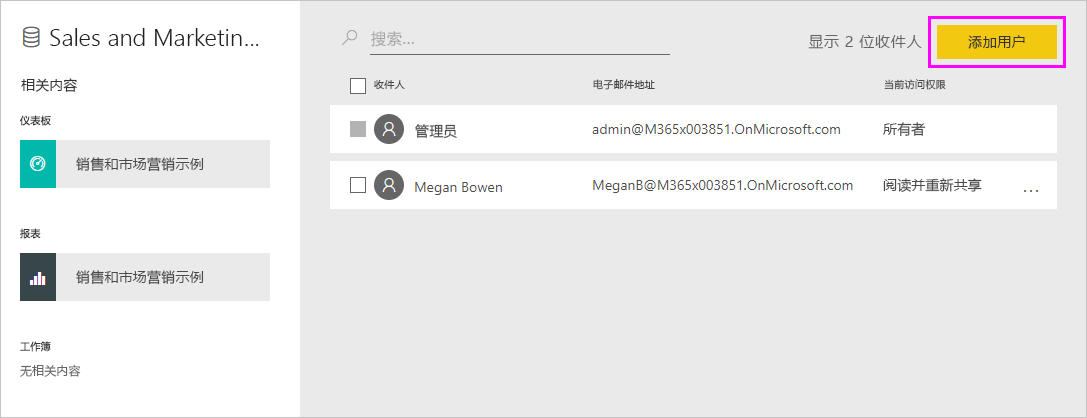 Sales and Marketin...
相关内容
仪表板
销售和市场营销示例
报表
销售和市场营销示例
工作簿
无相关内容
搜索...
显示 2 位收件人
添加用户
收件人 电子邮件地址 当前访问权限
管理员 admin@M365x003851.OnMicrosoft.com 所有者
Megan Bowen MeganB@M365x003851.OnMicrosoft.com 阅读并重新共享 ...